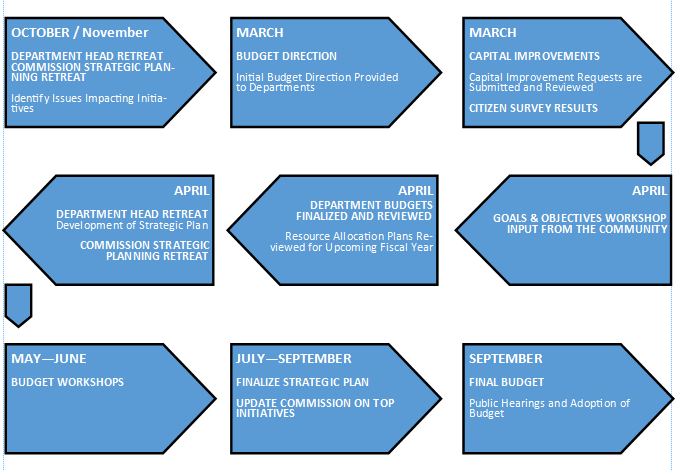 OCTOBER / November
DEPARTMENT HEAD RETREAT
COMMISSION STRATEGIC PLAN-
NING RETREAT
Identify Issues Impacting Initia-
tives
MARCH
BUDGET DIRECTION
Initial Budget Direction Provided
to Departments
MARCH
CAPITAL IMPROVEMENTS
Capital Improvement Requests are
Submitted and Reviewed
CITIZEN SURVEY RESULTS
APRIL
GOALS & OBJECTIVES WORKSHOP
INPUT FROM THE COMMUNITY
APRIL
DEPARTMENT BUDGETS
FINALIZED AND REVIEWED
Resource Allocation Plans Re-
viewed for Upcoming Fiscal Year
APRIL
DEPARTMENT HEAD RETREAT
Development of Strategic Plan
COMMISSION STRATEGIC
PLANNING RETREAT
MAY—JUNE
BUDGET WORKSHOPS
JULY—SEPTEMBER
FINALIZE STRATEGIC PLAN
UPDATE COMMISSION ON TOP
INITIATIVES
SEPTEMBER
FINAL BUDGET
Public Hearings and Adoption of
Budget